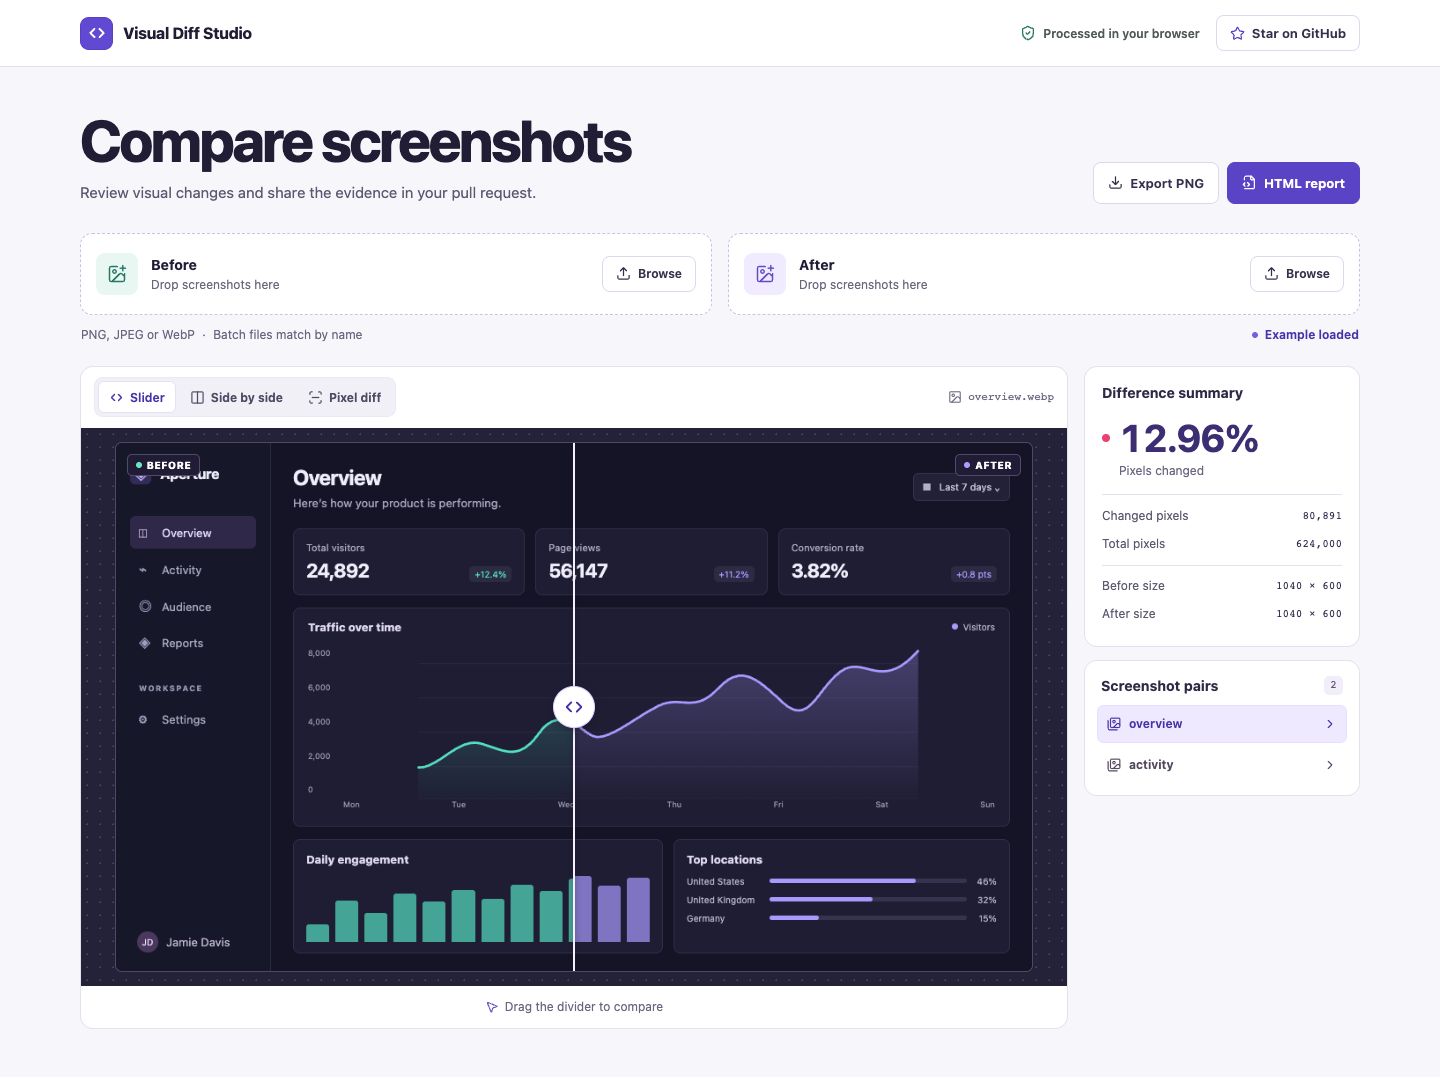 Visual Diff Studio
Processed in your browser
Star on GitHub
Compare screenshots
Review visual changes and share the evidence in your pull request.
Export PNG
HTML report
Before
Drop screenshots here
Browse
After
Drop screenshots here
Browse
PNG, JPEG or WebP · Batch files match by name
Example loaded
Slider
Side by side
Pixel diff
overview.webp
BEFORE
AFTER
Aperture
Overview
Activity
Audience
Reports
WORKSPACE
Settings
JD
Jamie Davis
Overview
Here's how your product is performing.
Last 7 days
Total visitors
24,892
+12.4%
Page views
56,147
+11.2%
Conversion rate
3.82%
+0.8 pts
Traffic over time
Visitors
8,000
6,000
4,000
2,000
0
Mon Tue Wed Thu Fri Sat Sun
Daily engagement
Top locations
United States 46%
United Kingdom 32%
Germany 15%
Drag the divider to compare
Difference summary
12.96%
Pixels changed
Changed pixels 80,891
Total pixels 624,000
Before size 1040 × 600
After size 1040 × 600
Screenshot pairs 2
overview
activity